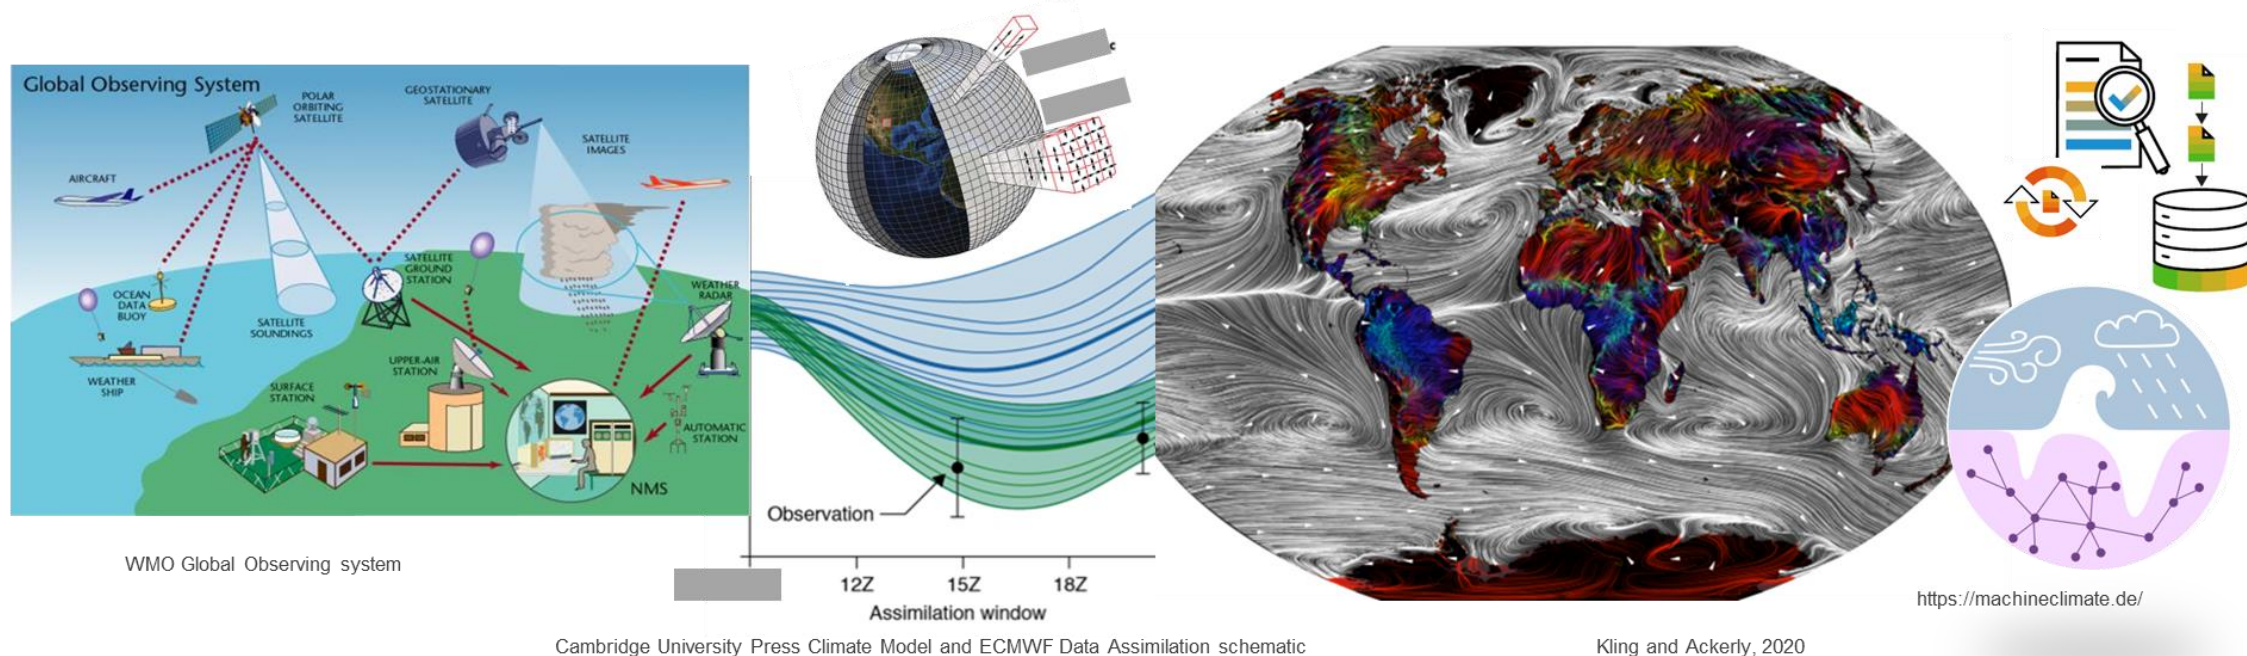 Global Observing System
POLAR
ORBITING
SATELLITE
GEOSTATIONARY
SATELLITE
SATELLITE
IMAGES
AIRCRAFT
OCEAN
DATA
BUOY
SATELLITE
SOUNDINGS
SATELLITE
GROUND
STATION
WEATHER
RADAR
WEATHER
SHIP
UPPER-AIR
STATION
SURFACE
STATION
AUTOMATIC
STATION
NMS
WMO Global Observing system
c
Observation
12Z 15Z 18Z
Assimilation window
Cambridge University Press Climate Model and ECMWF Data Assimilation schematic
Kling and Ackerly, 2020
https://machineclimate.de/